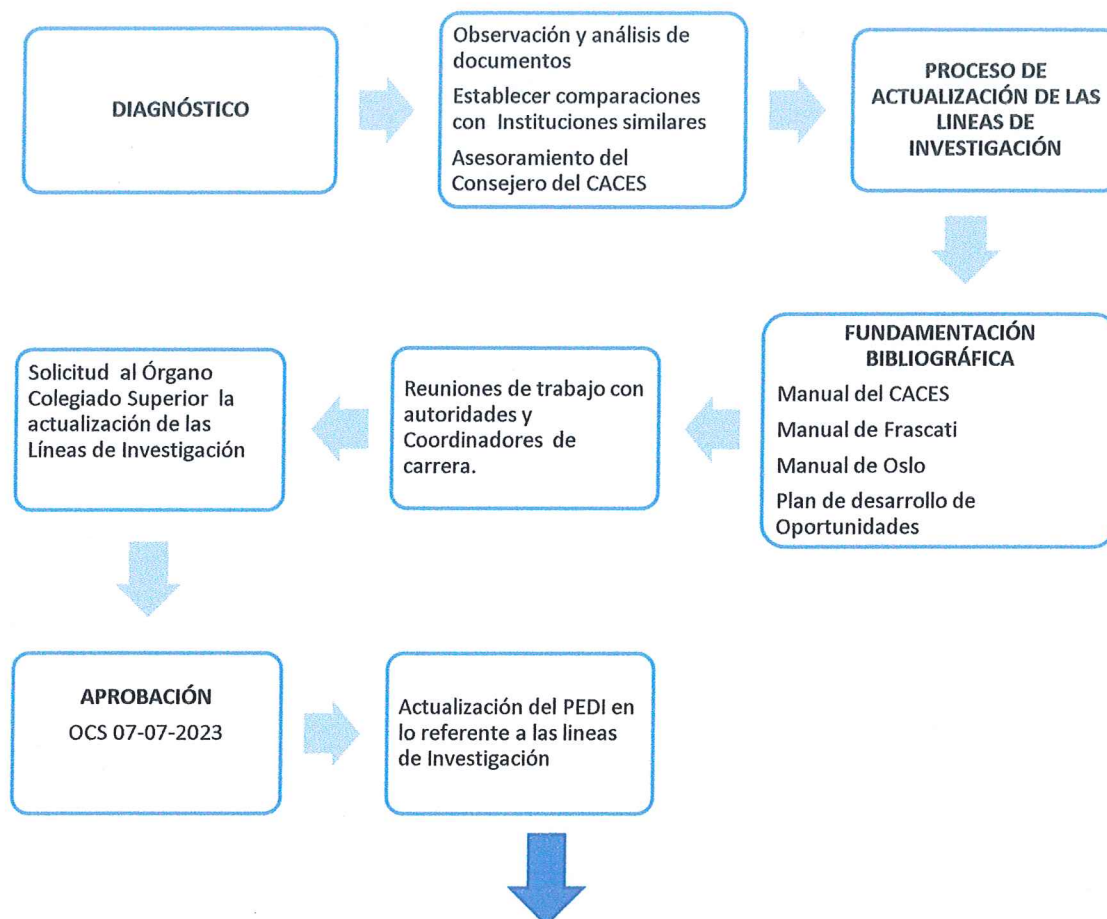 DIAGNÓSTICO
Observación y análisis de
documentos
Establecer comparaciones
con Instituciones similares
Asesoramiento del
Consejero del CACES
PROCESO DE
ACTUALIZACIÓN DE LAS
LINEAS DE
INVESTIGACIÓN
FUNDAMENTACIÓN
BIBLIOGRÁFICA
Manual del CACES
Manual de Frascati
Manual de Oslo
Plan de desarrollo de
Oportunidades
Reuniones de trabajo con
autoridades y
Coordinadores de
carrera.
Solicitud al Órgano
Colegiado Superior la
actualización de las
Líneas de Investigación
APROBACIÓN
OCS 07-07-2023
Actualización del PEDI en
lo referente a las lineas
de Investigación